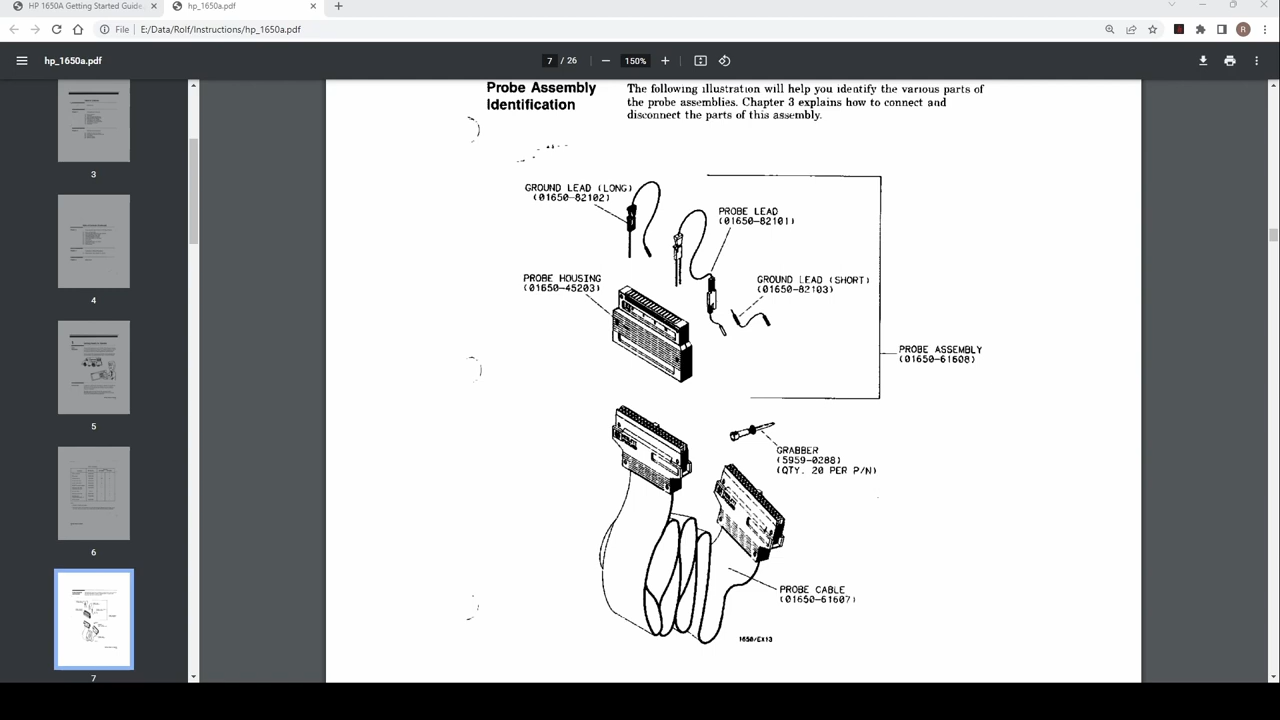 HP 1650A Getting Started Guide.
hp_1650a.pdf
File
E:/Data/Rolf/Instructions/hp_1650a.pdf
R
hp_1650a.pdf
7 / 26
150%
3
4
5
6
7
Probe Assembly
Identification
The following illustration will help you identify the various parts of
the probe assemblies. Chapter 3 explains how to connect and
disconnect the parts of this assembly.
GROUND LEAD (LONG)
(01650-82102)
PROBE LEAD
(01650-82101)
PROBE HOUSING
(01650-45203)
GROUND LEAD (SHORT)
(01650-82103)
PROBE ASSEMBLY
(01650-61608)
GRABBER
(5959-0288)
(QTY. 20 PER P/N)
PROBE CABLE
(01650-61607)
1650/EX13